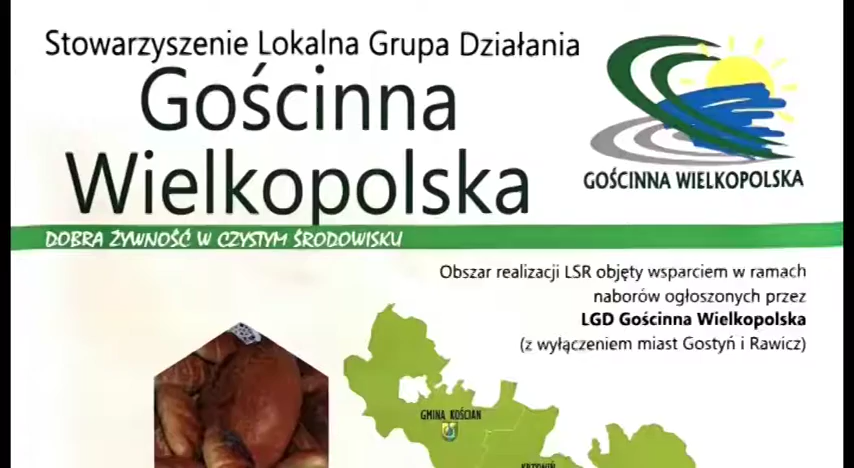 Stowarzyszenie Lokalna Grupa Działania
Gościnna
Wielkopolska
GOŚCINNA WIELKOPOLSKA
DOBRA ŻYWNOŚĆ W CZYSTYM ŚRODOWISKU
Obszar realizacji LSR objęty wsparciem w ramach
naborów ogłoszonych przez
LGD Gościnna Wielkopolska
(z wyłączeniem miast Gostyń i Rawicz)
GMINA KOŚCIAN